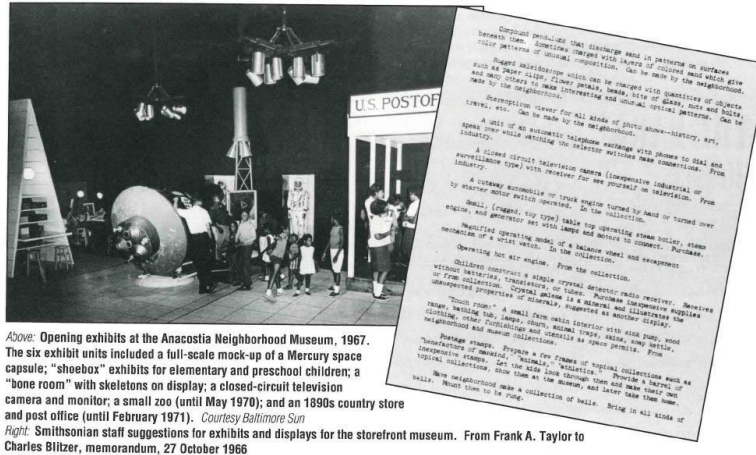 U.S. POSTOF
Compound pendulums that discharge sand in patterns on surfaces
beneath them. Sometimes charged with layers of colored sand which give
color patterns of unusual composition. Can be made by the neighborhood.
Rugged kaleidoscope which can be charged with quantities of objects
such as paper clips, flower petals, beads, bits of glass, nuts and bolts,
and many others to make interesting and unusual optical patterns. Can be
made by the neighborhood.
Stereopticon viewer for all kinds of photo shows--history, art,
travel, etc. Can be made by the neighborhood.
A unit of an automatic telephone exchange with phones to dial and
speak over while watching the selector switches make connections. From
industry.
A closed circuit television camera (inexpensive industrial or
surveillance type) with receiver for see yourself on television. From
industry.
A cutaway automobile or truck engine turned by hand or turned over
by starter motor switch operated. In the collection.
Small, (rugged, toy type) table top operating steam boiler, steam
engine, and generator set with lamps and motors to connect. Purchase.
Magnified operating model of a balance wheel and escapement
mechanism of a wrist watch. In the collection.
Operating hot air engine. From the collection.
Children construct a simple crystal detector radio receiver. Receives
without batteries, transistors, or tubes. Purchase inexpensive supplies
or from collection. Crystal galena is a mineral and illustrates the
unsuspected properties of minerals, suggested as another display.
"Touch room:" A small farm cabin interior with sink pump, wood
range, bathing tub, lamps, churn, animal traps, skins, soap kettle,
clothing, other furnishings and utensils as space permits. From
neighborhood and museum collections.
Postage stamps. Prepare a few frames of topical collections such as
"benefactors of mankind," "animals," "athletics." Provide a barrel of
inexpensive stamps. Let the kids look through them and make their own
topical collections, show them at the museum, and later take them home.
Have neighborhood make a collection of bells. Bring in all kinds of
bells. Mount them to be rung.
Above: Opening exhibits at the Anacostia Neighborhood Museum, 1967.
The six exhibit units included a full-scale mock-up of a Mercury space
capsule; "shoebox" exhibits for elementary and preschool children; a
"bone room" with skeletons on display; a closed-circuit television
camera and monitor; a small zoo (until May 1970); and an 1890s country store
and post office (until February 1971). Courtesy Baltimore Sun
Right: Smithsonian staff suggestions for exhibits and displays for the storefront museum. From Frank A. Taylor to
Charles Blitzer, memorandum, 27 October 1966